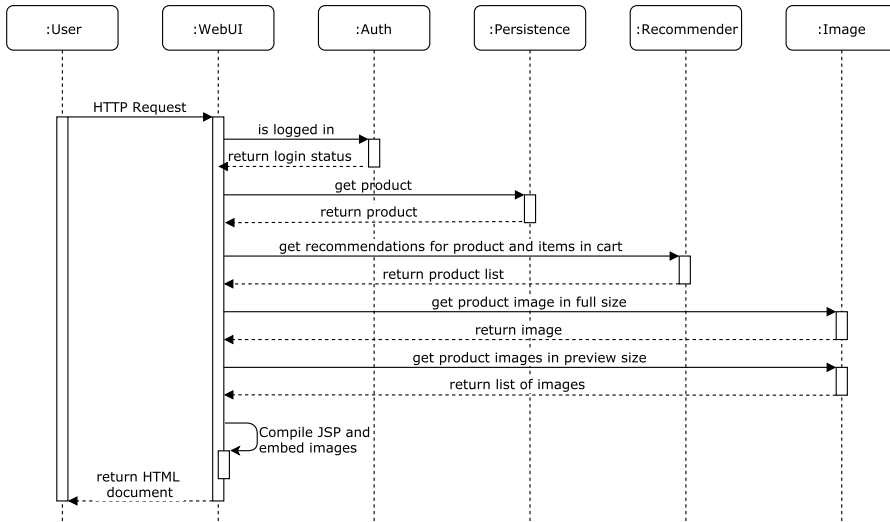 :User
:WebUI
:Auth
:Persistence
:Recommender
:Image
HTTP Request
is logged in
return login status
get product
return product
get recommendations for product and items in cart
return product list
get product image in full size
return image
get product images in preview size
return list of images
Compile JSP and
embed images
return HTML
document